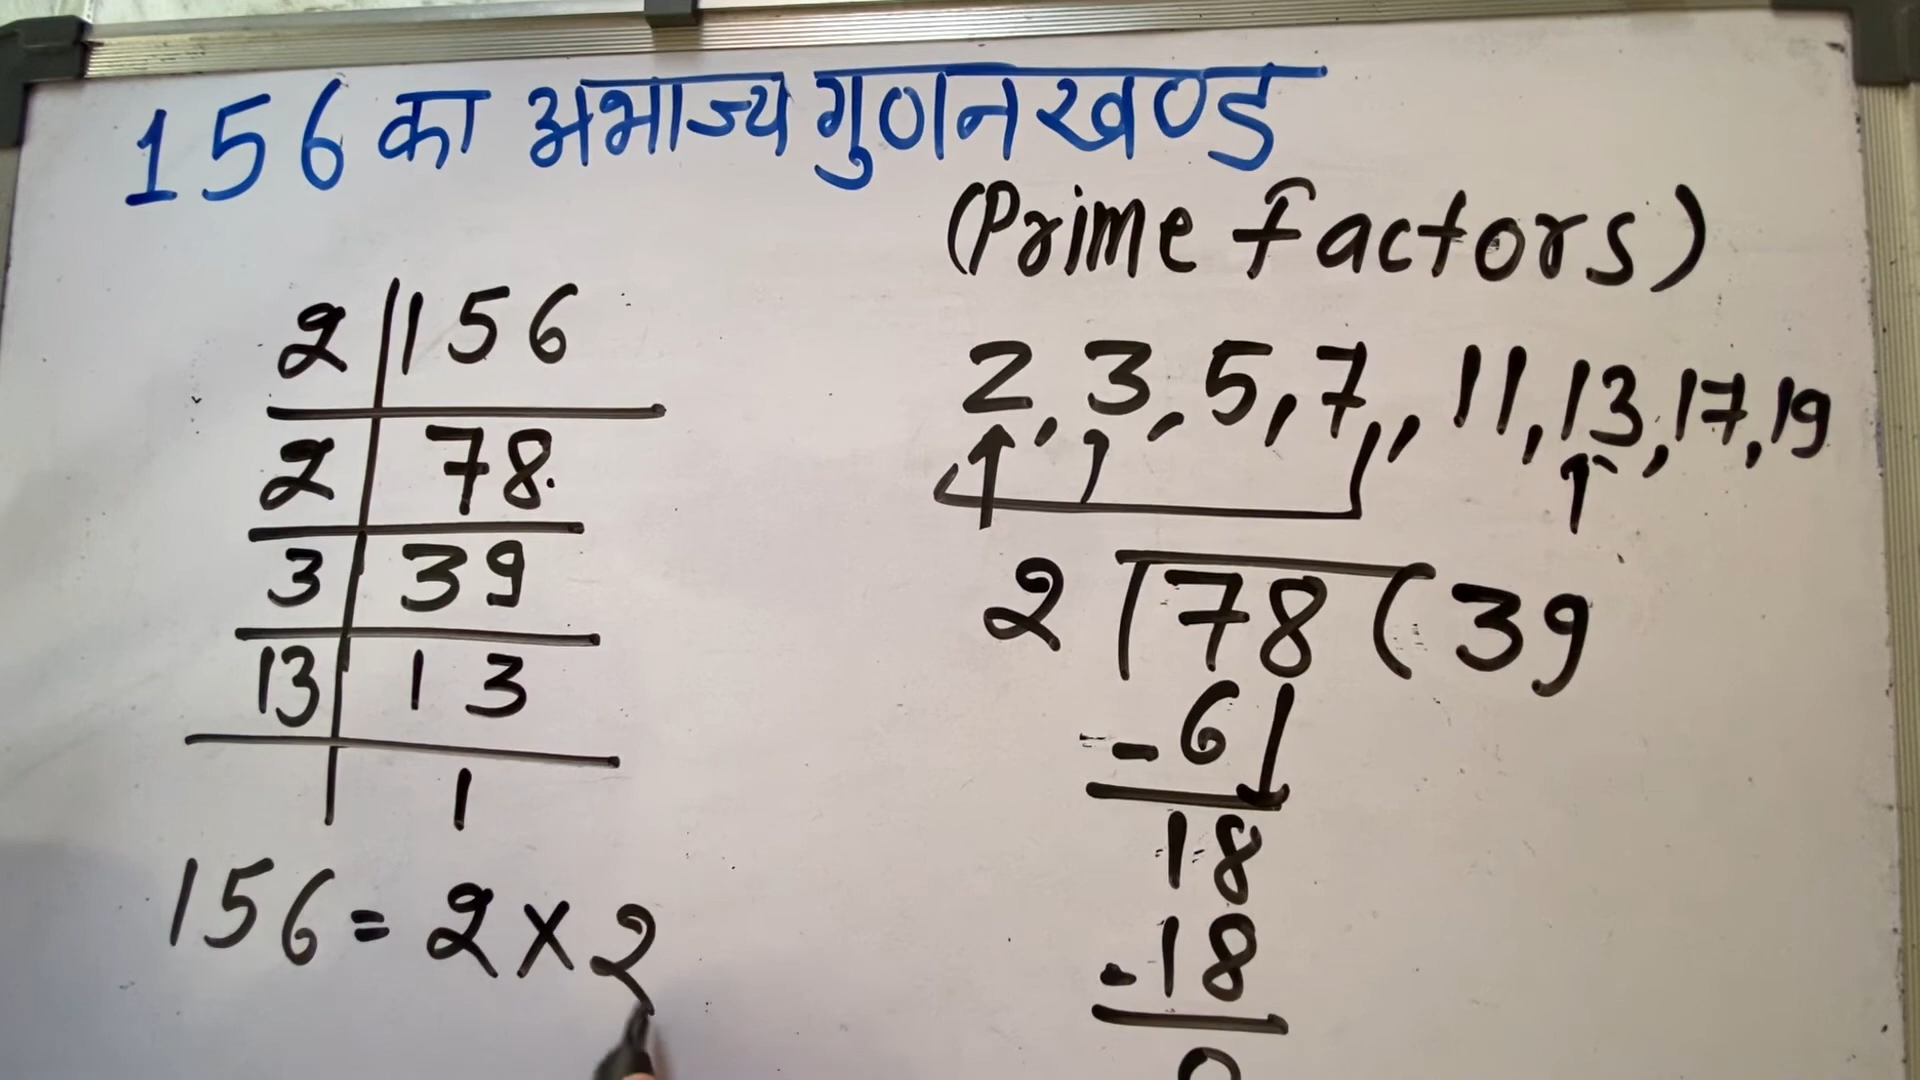 156 का अभाज्य गुणनखण्ड
(Prime factors)
2 | 156
2 | 78
3 | 39
13 | 13
1
156 = 2 × 2
2, 3, 5, 7,, 11, 13, 17, 19
2 ) 78 ( 39
-6
18
-18
0